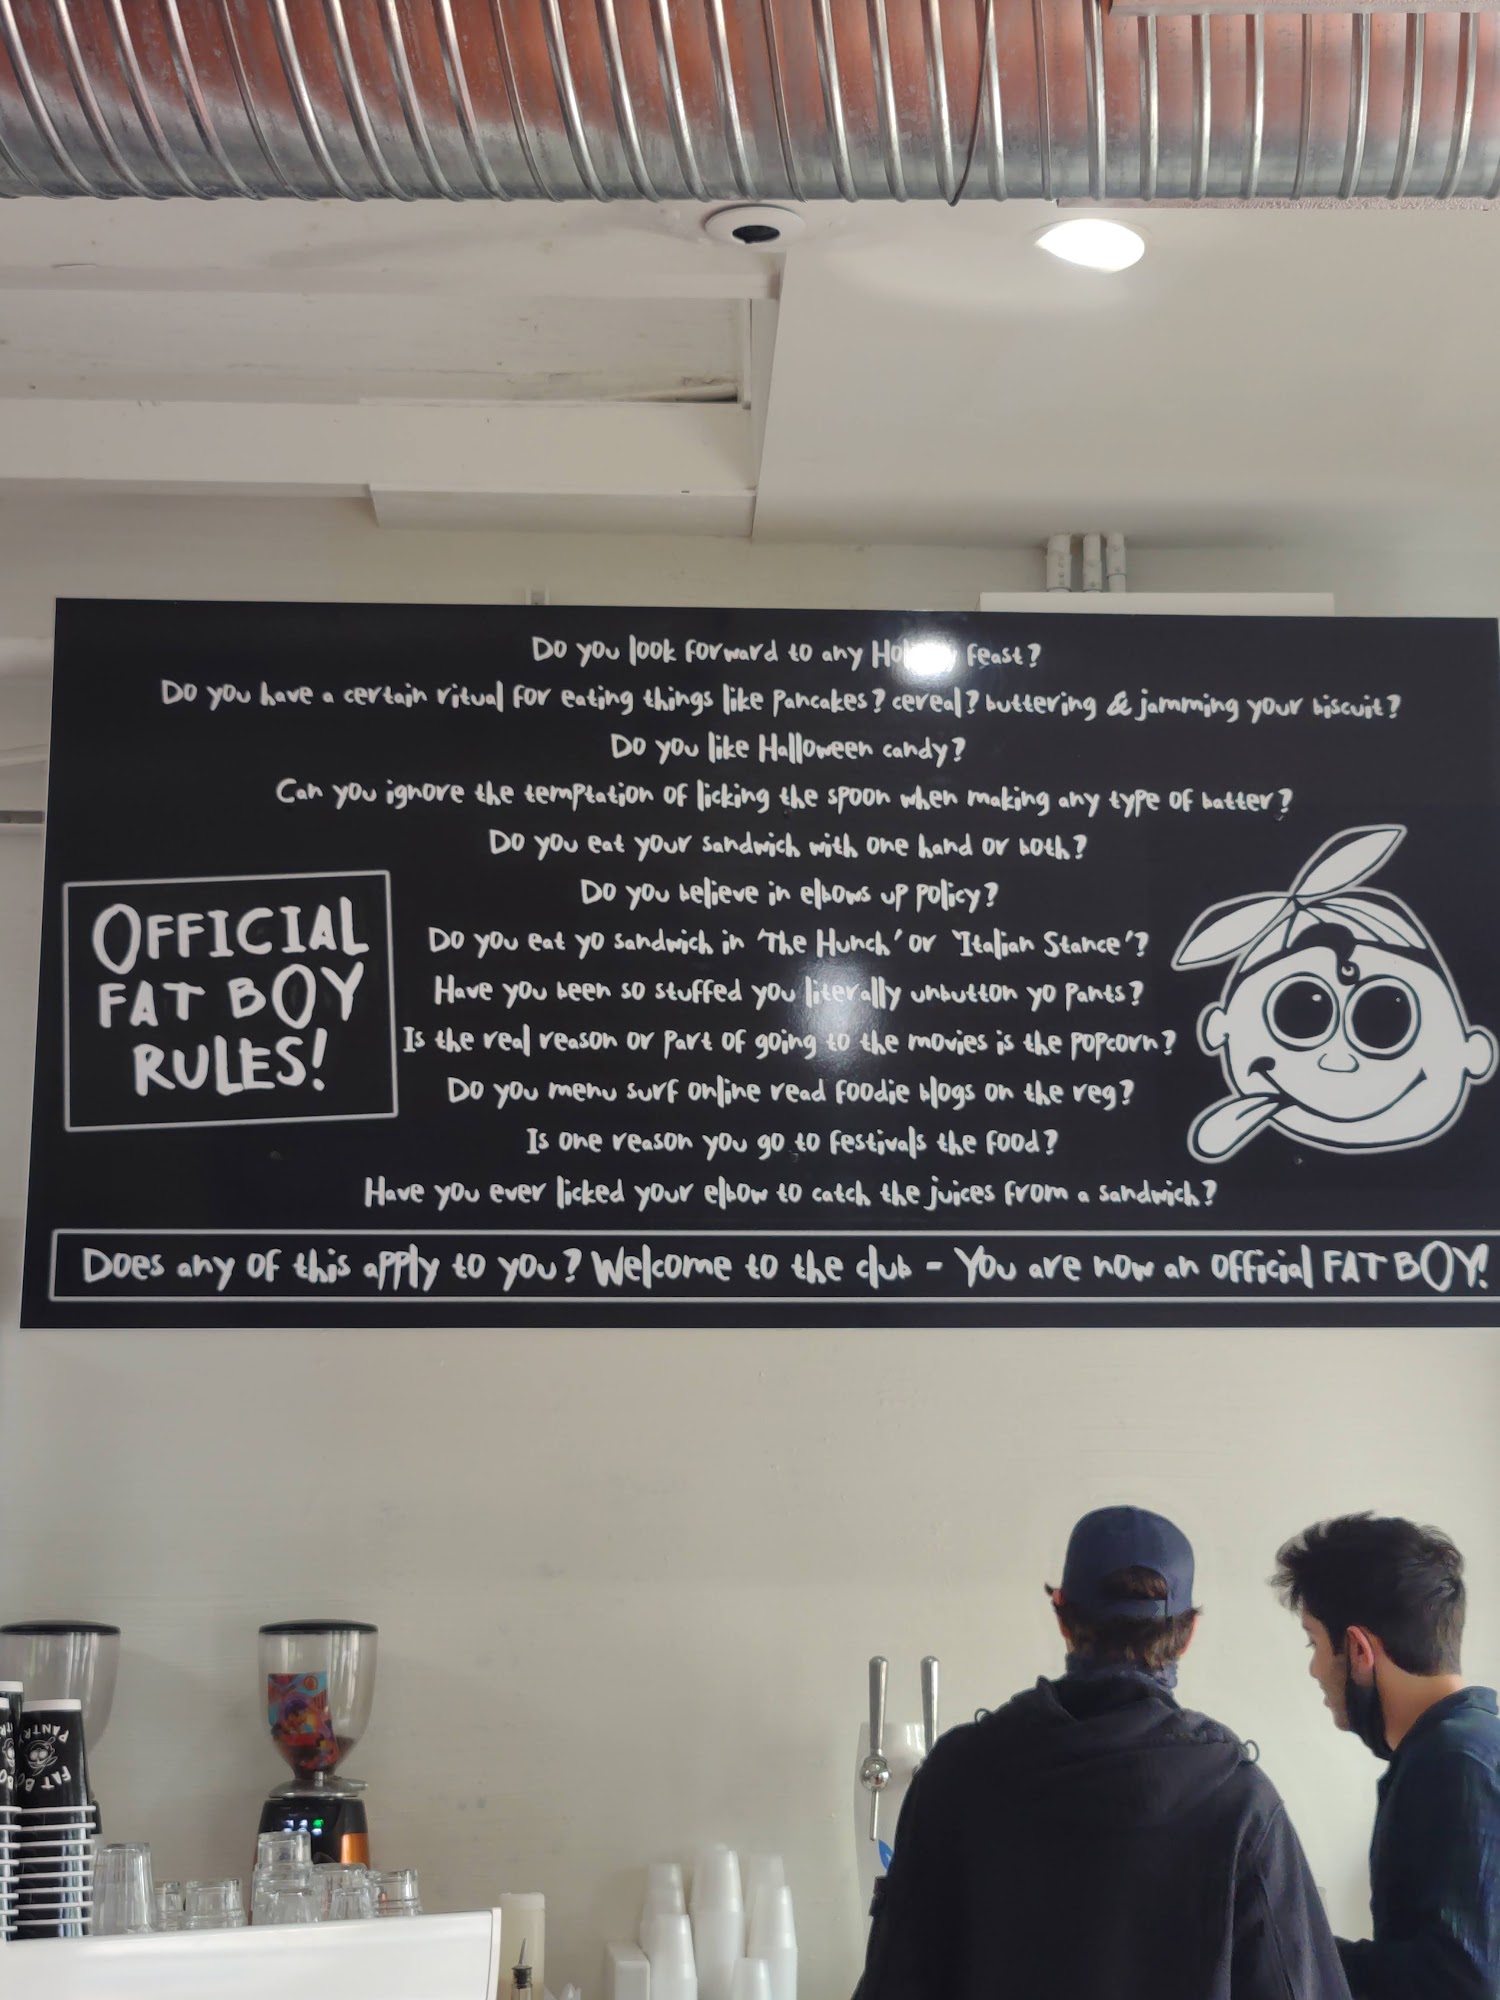 Do you look forward to any feast?
Do you have a certain ritual for eating things like Pancakes? cereal? buttering & jamming your biscuit?
Do you like Halloween candy?
Can you ignore the temptation of licking the spoon when making any type of batter?
Do you eat your sandwich with one hand or both?
Do you believe in elbows up policy?
Do you eat yo sandwich in 'The Hunch' or 'Italian Stance'?
Have you been so stuffed you literally unbutton yo pants?
Is the real reason or part of going to the movies is the popcorn?
Do you menu surf online read foodie blogs on the reg?
Is one reason you go to festivals the food?
Have you ever licked your elbow to catch the juices from a sandwich?
OFFICIAL
FAT BOY
RULES!
Does any of this apply to you? Welcome to the club - You are now an official FAT BOY!
PANTRY
FAT BO